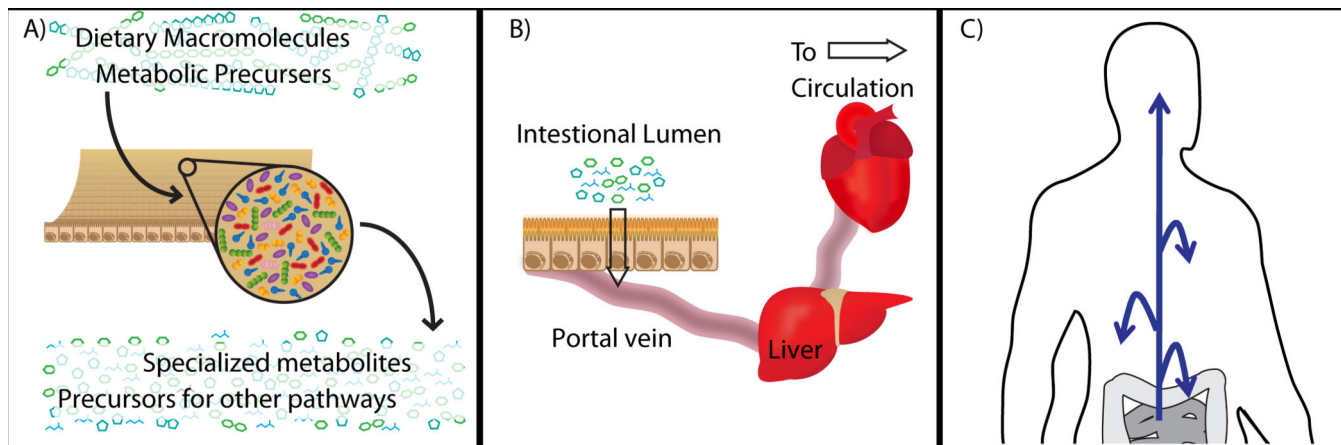 A)
Dietary Macromolecules
Metabolic Precursers
Specialized metabolites
Precursors for other pathways
B)
To
Circulation
Intestional Lumen
Portal vein
Liver
C)